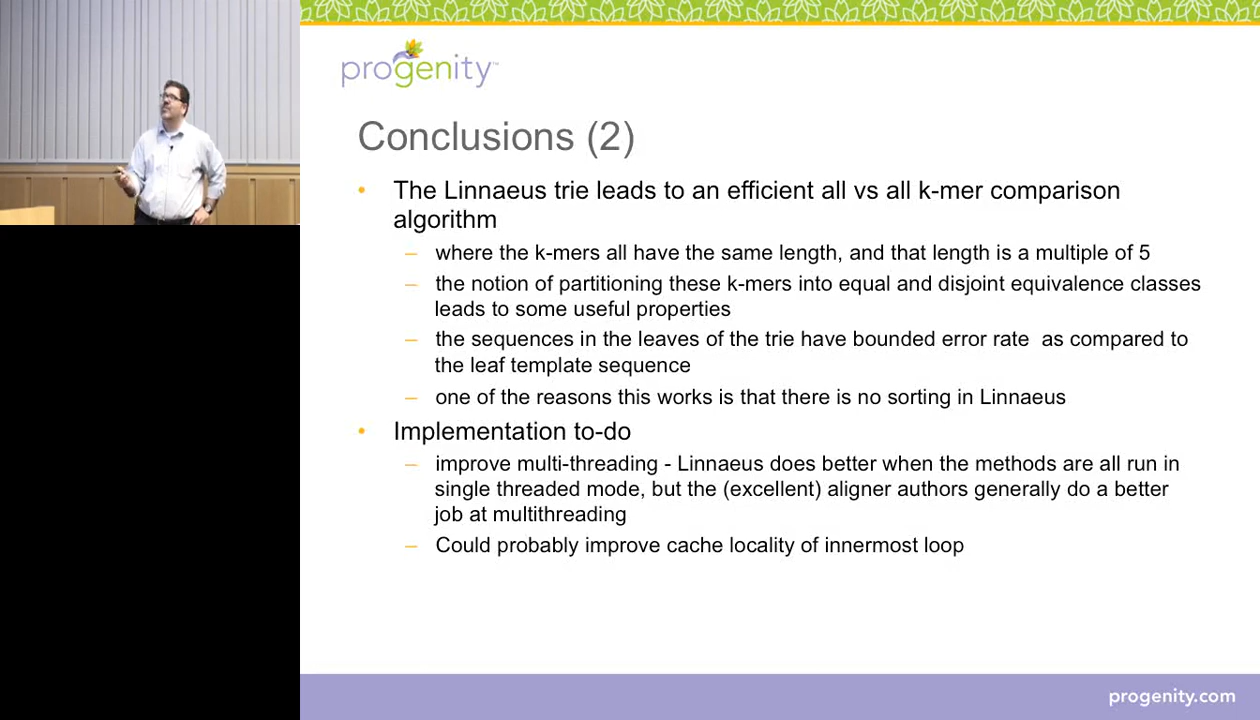 progenity™
Conclusions (2)
• The Linnaeus trie leads to an efficient all vs all k-mer comparison
algorithm
– where the k-mers all have the same length, and that length is a multiple of 5
– the notion of partitioning these k-mers into equal and disjoint equivalence classes
leads to some useful properties
– the sequences in the leaves of the trie have bounded error rate  as compared to
the leaf template sequence
– one of the reasons this works is that there is no sorting in Linnaeus
• Implementation to-do
– improve multi-threading - Linnaeus does better when the methods are all run in
single threaded mode, but the (excellent) aligner authors generally do a better
job at multithreading
– Could probably improve cache locality of innermost loop
progenity.com